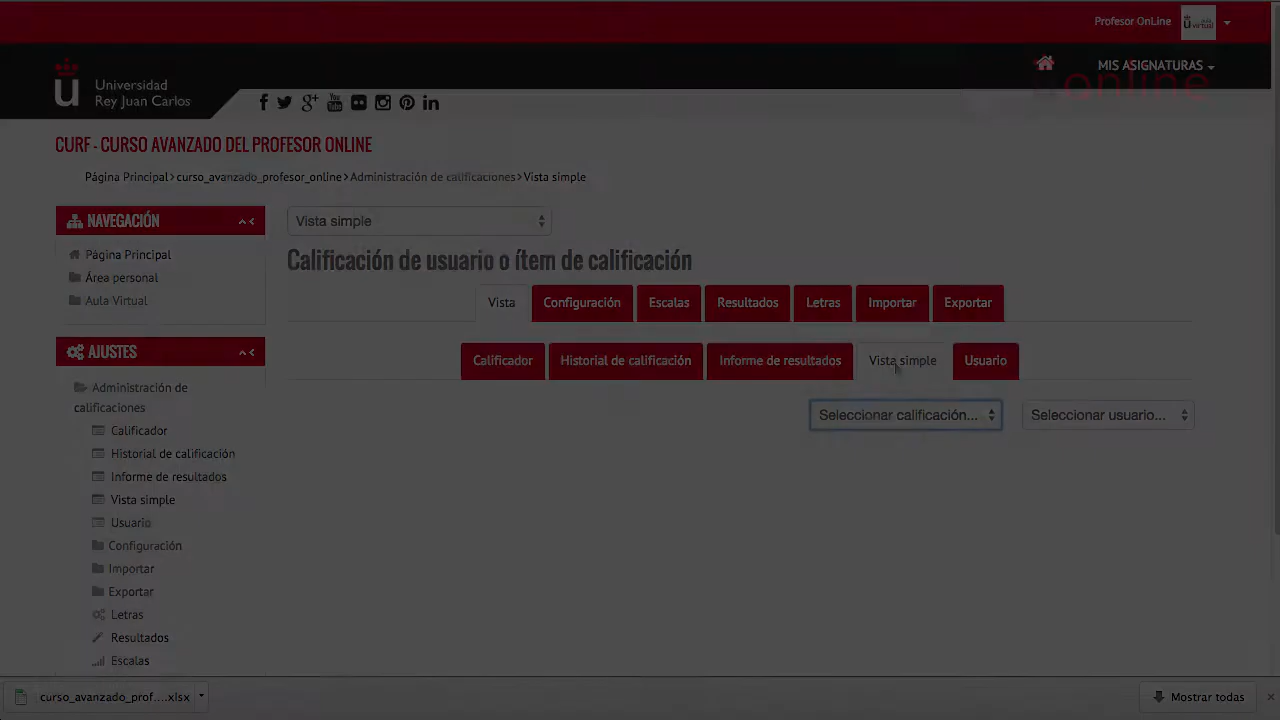 Profesor OnLine
aula virtual
Universidad
Rey Juan Carlos
MIS ASIGNATURAS
online
CURF - CURSO AVANZADO DEL PROFESOR ONLINE
Página Principal › curso_avanzado_profesor_online › Administración de calificaciones › Vista simple
NAVEGACIÓN
Página Principal
Área personal
Aula Virtual
AJUSTES
Administración de
calificaciones
Calificador
Historial de calificación
Informe de resultados
Vista simple
Usuario
Configuración
Importar
Exportar
Letras
Resultados
Escalas
Vista simple
Calificación de usuario o ítem de calificación
Vista Configuración Escalas Resultados Letras Importar Exportar
Calificador Historial de calificación Informe de resultados Vista simple Usuario
Seleccionar calificación... Seleccionar usuario...
curso_avanzado_prof....xlsx
Mostrar todas